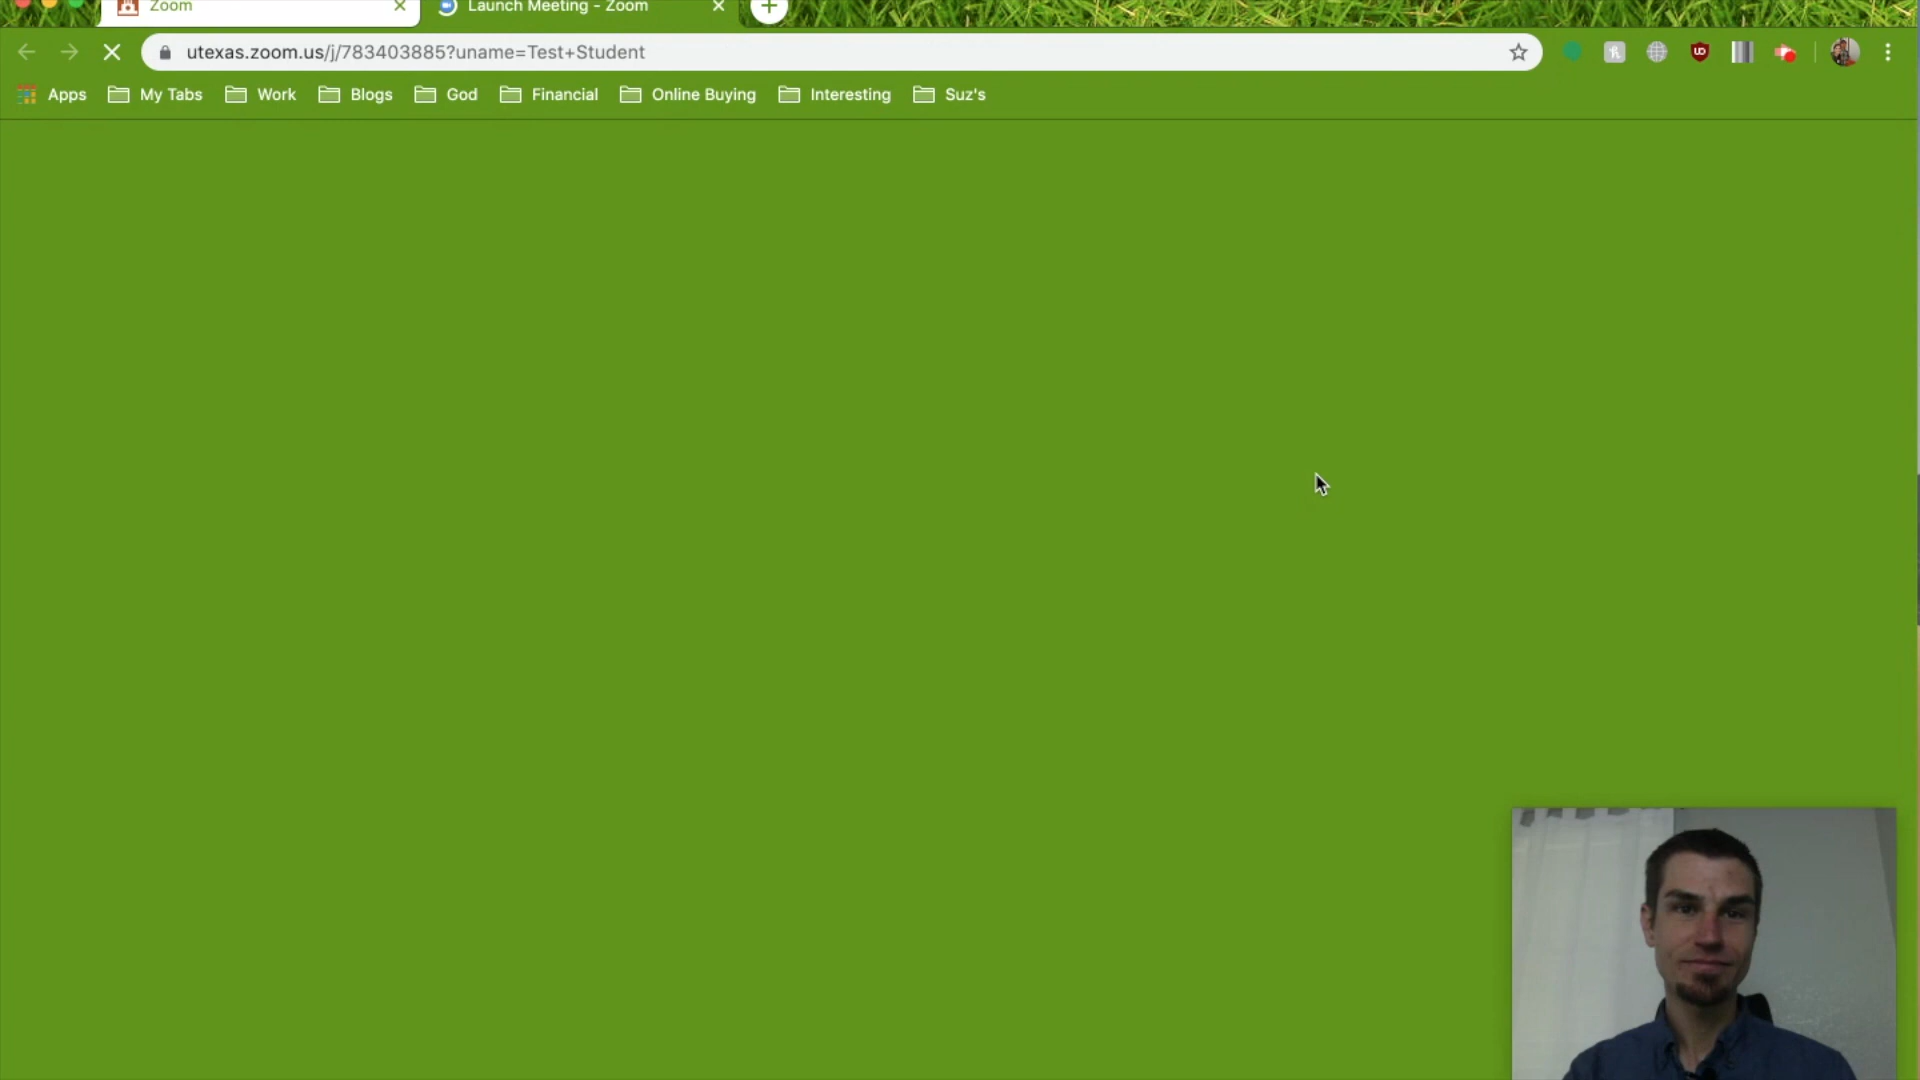 Zoom
Launch Meeting - Zoom
utexas.zoom.us/j/783403885?uname=Test+Student
Apps My Tabs Work Blogs God Financial Online Buying Interesting Suz's